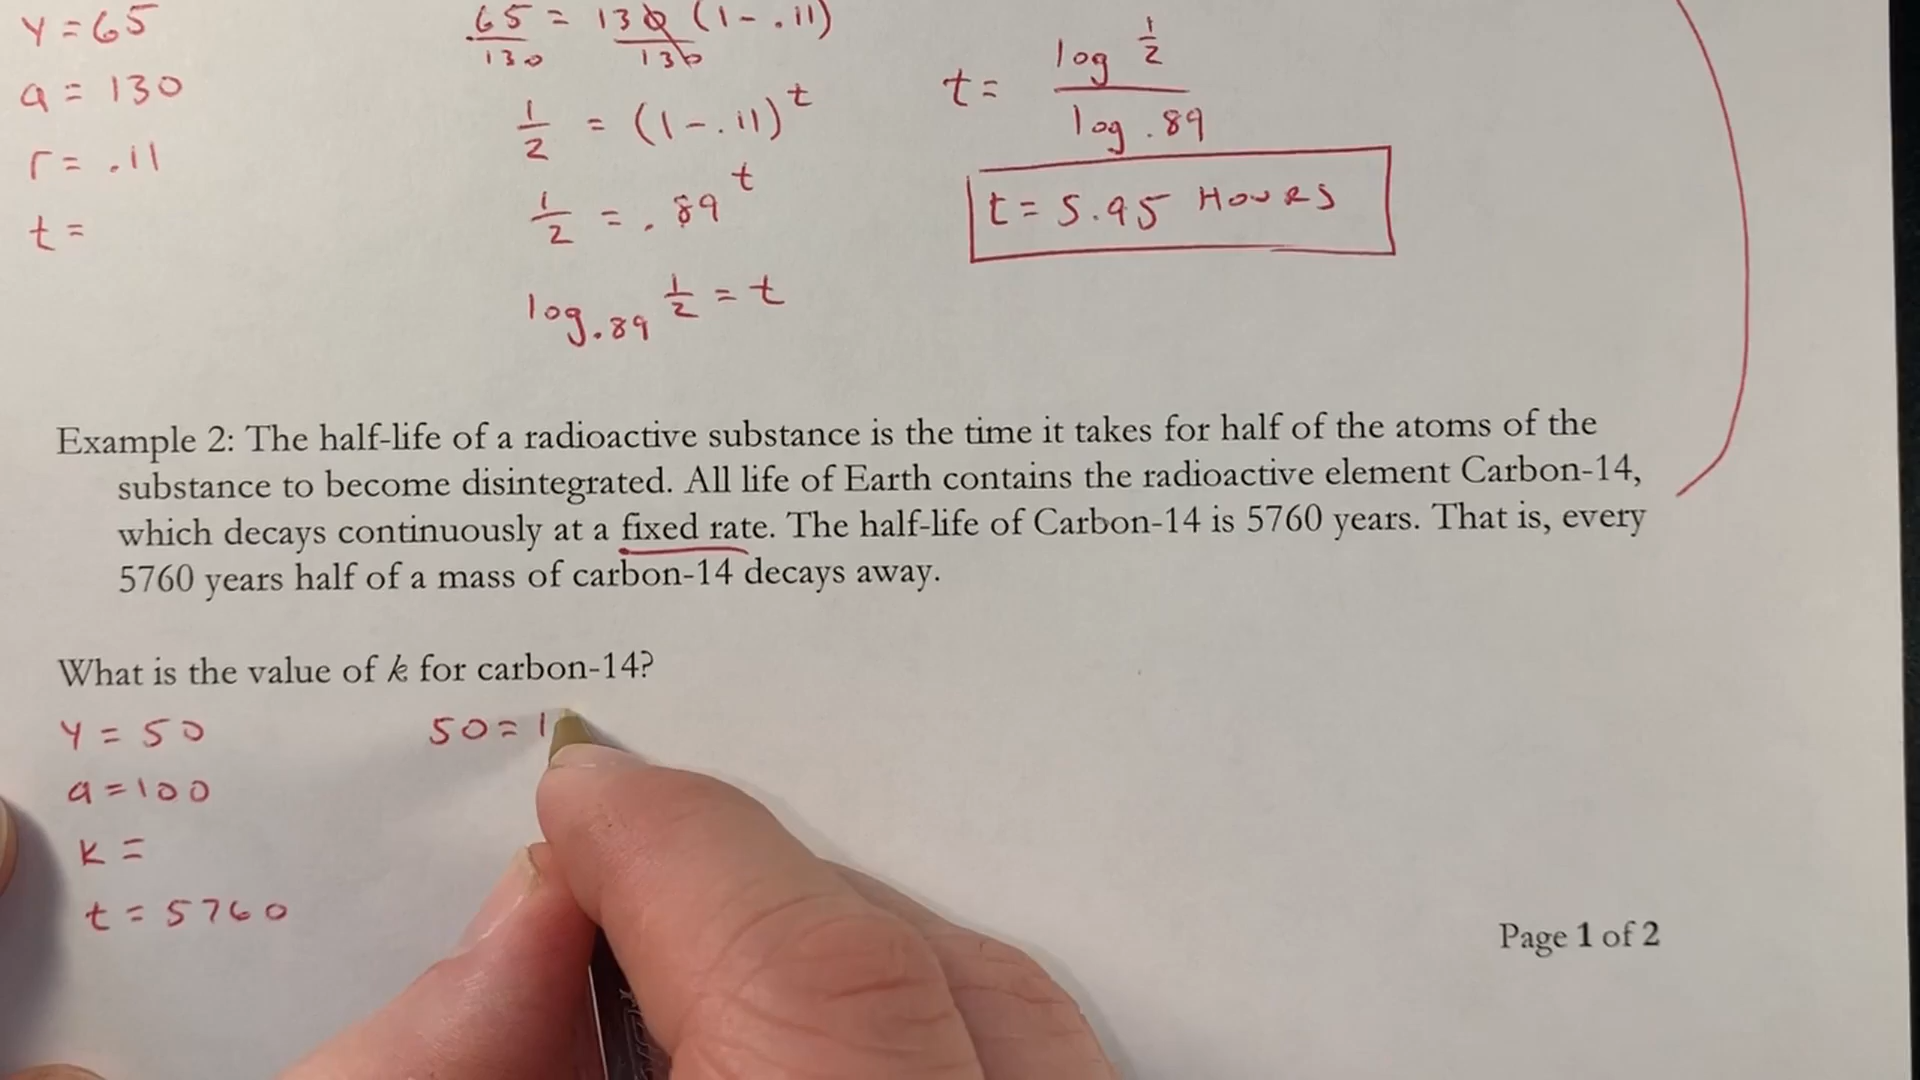 y = 65
a = 130
r = .11
t =
65/130 = 130/130 (1 - .11)
1/2 = (1 - .11)^t
1/2 = .89^t
log.89 1/2 = t
t = log 1/2 / log .89
t = 5.95 HOURS
Example 2: The half-life of a radioactive substance is the time it takes for half of the atoms of the
substance to become disintegrated. All life of Earth contains the radioactive element Carbon-14,
which decays continuously at a fixed rate. The half-life of Carbon-14 is 5760 years. That is, every
5760 years half of a mass of carbon-14 decays away.
What is the value of k for carbon-14?
y = 50
a = 100
k =
t = 5760
50 = 1
Page 1 of 2